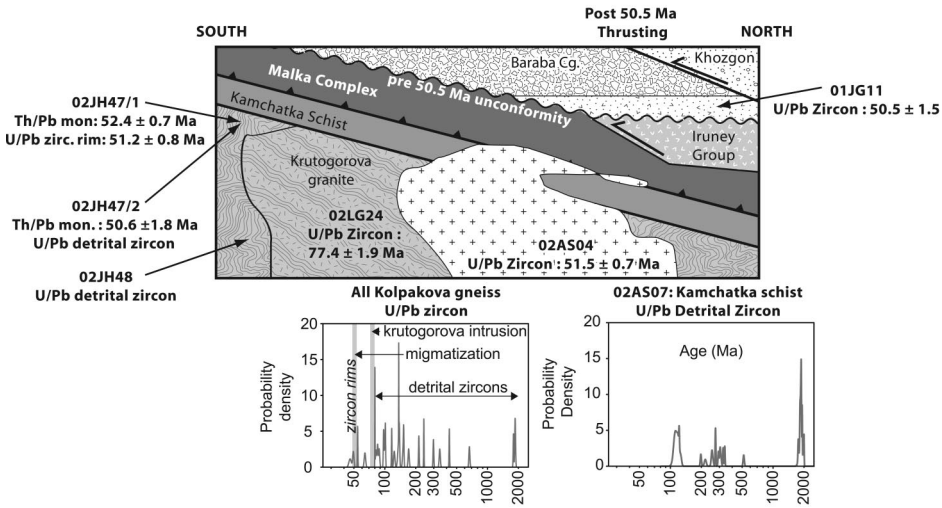 Post 50.5 Ma
Thrusting
SOUTH
NORTH
Khozgon
Baraba Cg.
Malka Complex
pre 50.5 Ma unconformity
01JG11
U/Pb Zircon : 50.5 ± 1.5
02JH47/1
Th/Pb mon: 52.4 ± 0.7 Ma
U/Pb zirc. rim: 51.2 ± 0.8 Ma
Kamchatka Schist
Iruney
Group
Krutogorova
granite
02JH47/2
Th/Pb mon. : 50.6 ±1.8 Ma
U/Pb detrital zircon
02LG24
U/Pb Zircon :
77.4 ± 1.9 Ma
02AS04
U/Pb Zircon : 51.5 ± 0.7 Ma
02JH48
U/Pb detrital zircon
All Kolpakova gneiss
U/Pb zircon
20
15
10
5
0
Probability
density
krutogorova intrusion
migmatization
zircon rims
detrital zircons
50
100
200
300
500
1000
2000
02AS07: Kamchatka schist
U/Pb Detrital Zircon
20
15
10
5
0
Probability
Density
Age (Ma)
50
100
200
300
500
1000
2000